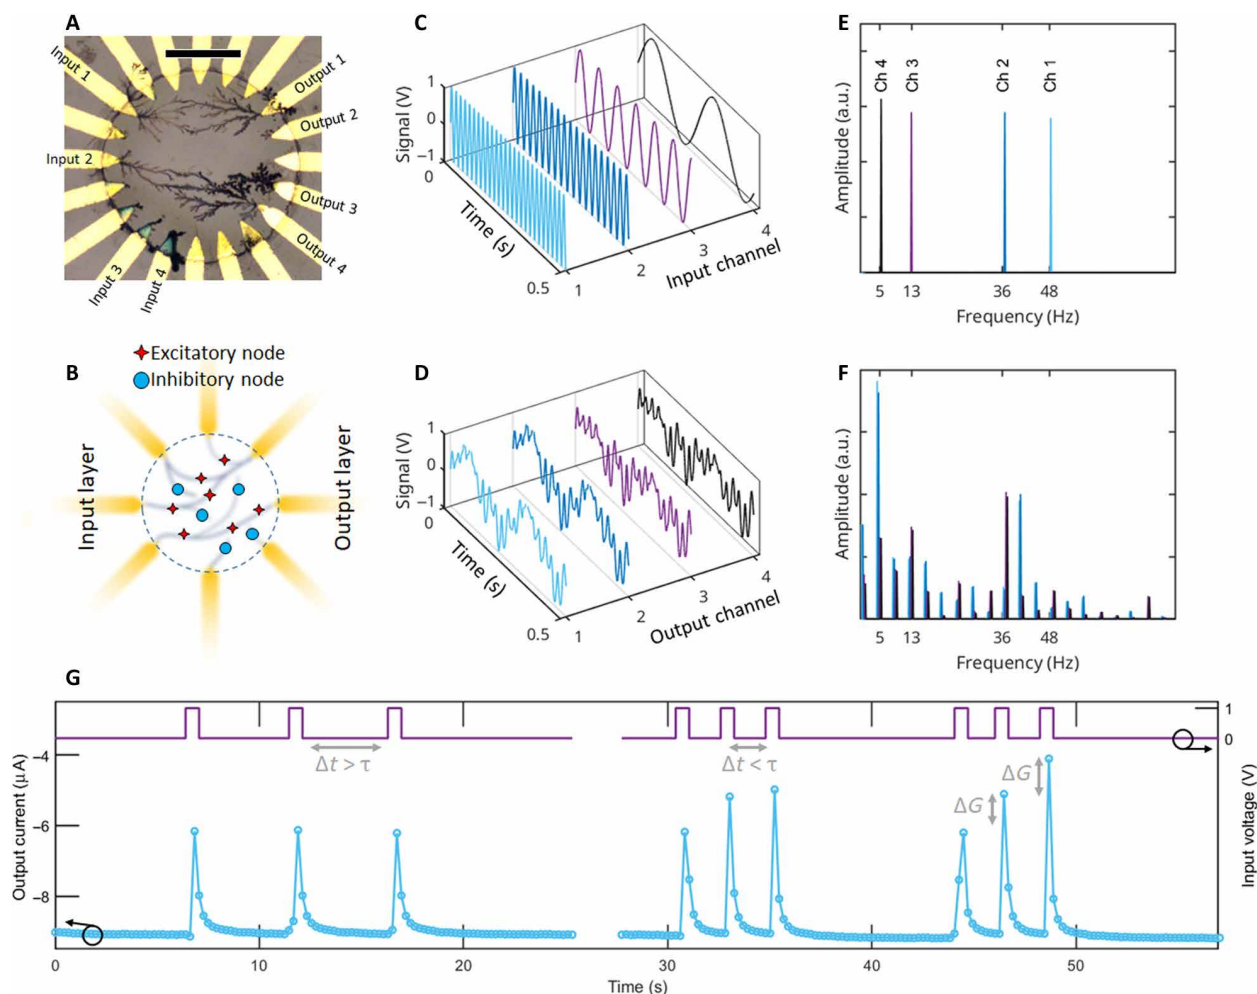 A
Input 1
Input 2
Input 3
Input 4
Output 1
Output 2
Output 3
Output 4
B
Excitatory node
Inhibitory node
Input layer
Output layer
C
Signal (V)
1
0
−1
0
Time (s)
0.5
1
2
3
4
Input channel
D
Signal (V)
1
0
−1
0
Time (s)
0.5
1
2
3
4
Output channel
E
Amplitude (a.u.)
Ch 4
Ch 3
Ch 2
Ch 1
5 13 36 48
Frequency (Hz)
F
Amplitude (a.u.)
5 13 36 48
Frequency (Hz)
G
Output current (μA)
−4
−6
−8
Δt > τ
Δt < τ
ΔG
ΔG
1
0
Input voltage (V)
0 10 20 30 40 50
Time (s)